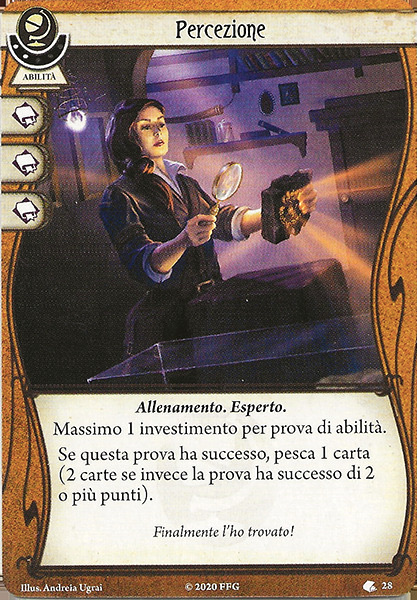 Percezione
ABILITÀ
Allenamento. Esperto.
Massimo 1 investimento per prova di abilità.
Se questa prova ha successo, pesca 1 carta
(2 carte se invece la prova ha successo di 2
o più punti).
Finalmente l'ho trovato!
Illus. Andreia Ugrai
© 2020 FFG
28